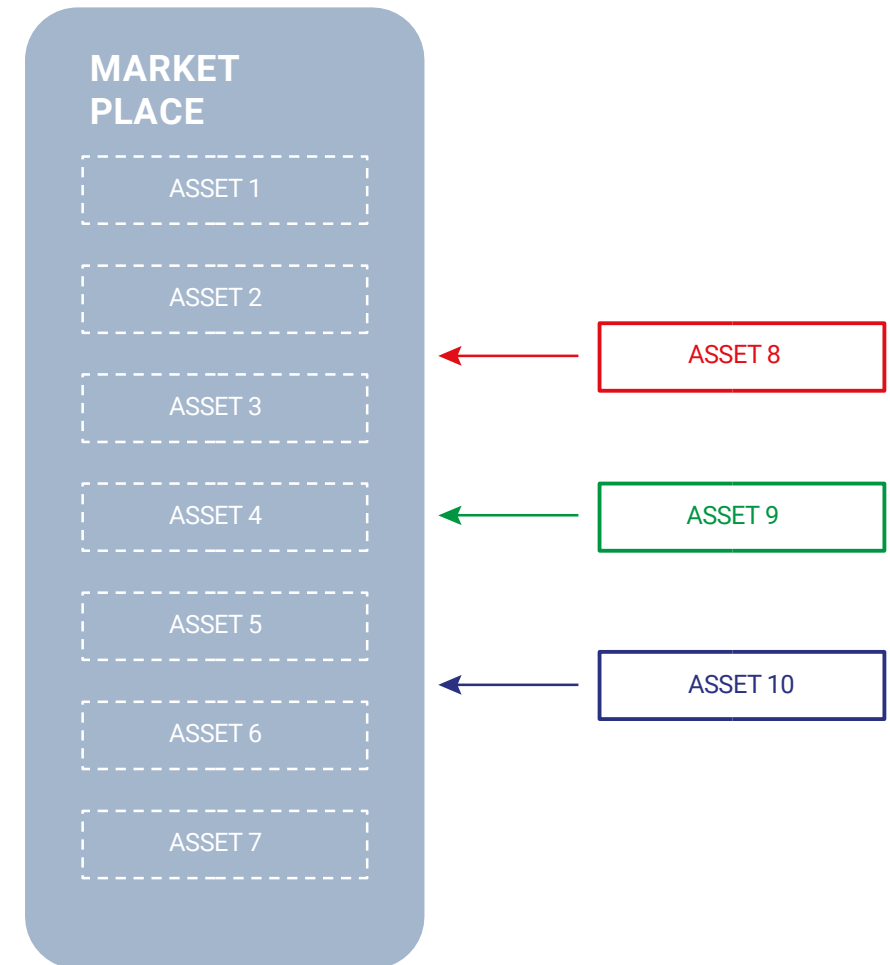 MARKET
PLACE
ASSET 1
ASSET 2
ASSET 3
ASSET 4
ASSET 5
ASSET 6
ASSET 7
ASSET 8
ASSET 9
ASSET 10